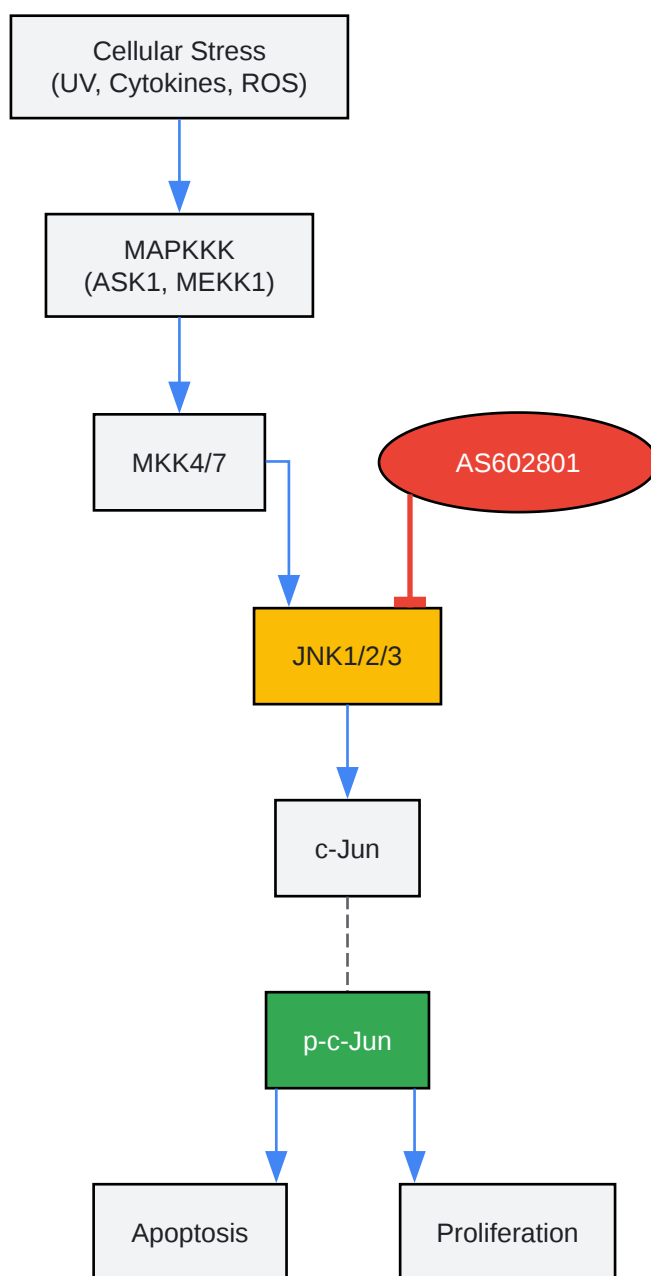 Cellular Stress
(UV, Cytokines, ROS)
MAPKKK
(ASK1, MEKK1)
MKK4/7
AS602801
JNK1/2/3
c-Jun
p-c-Jun
Apoptosis
Proliferation